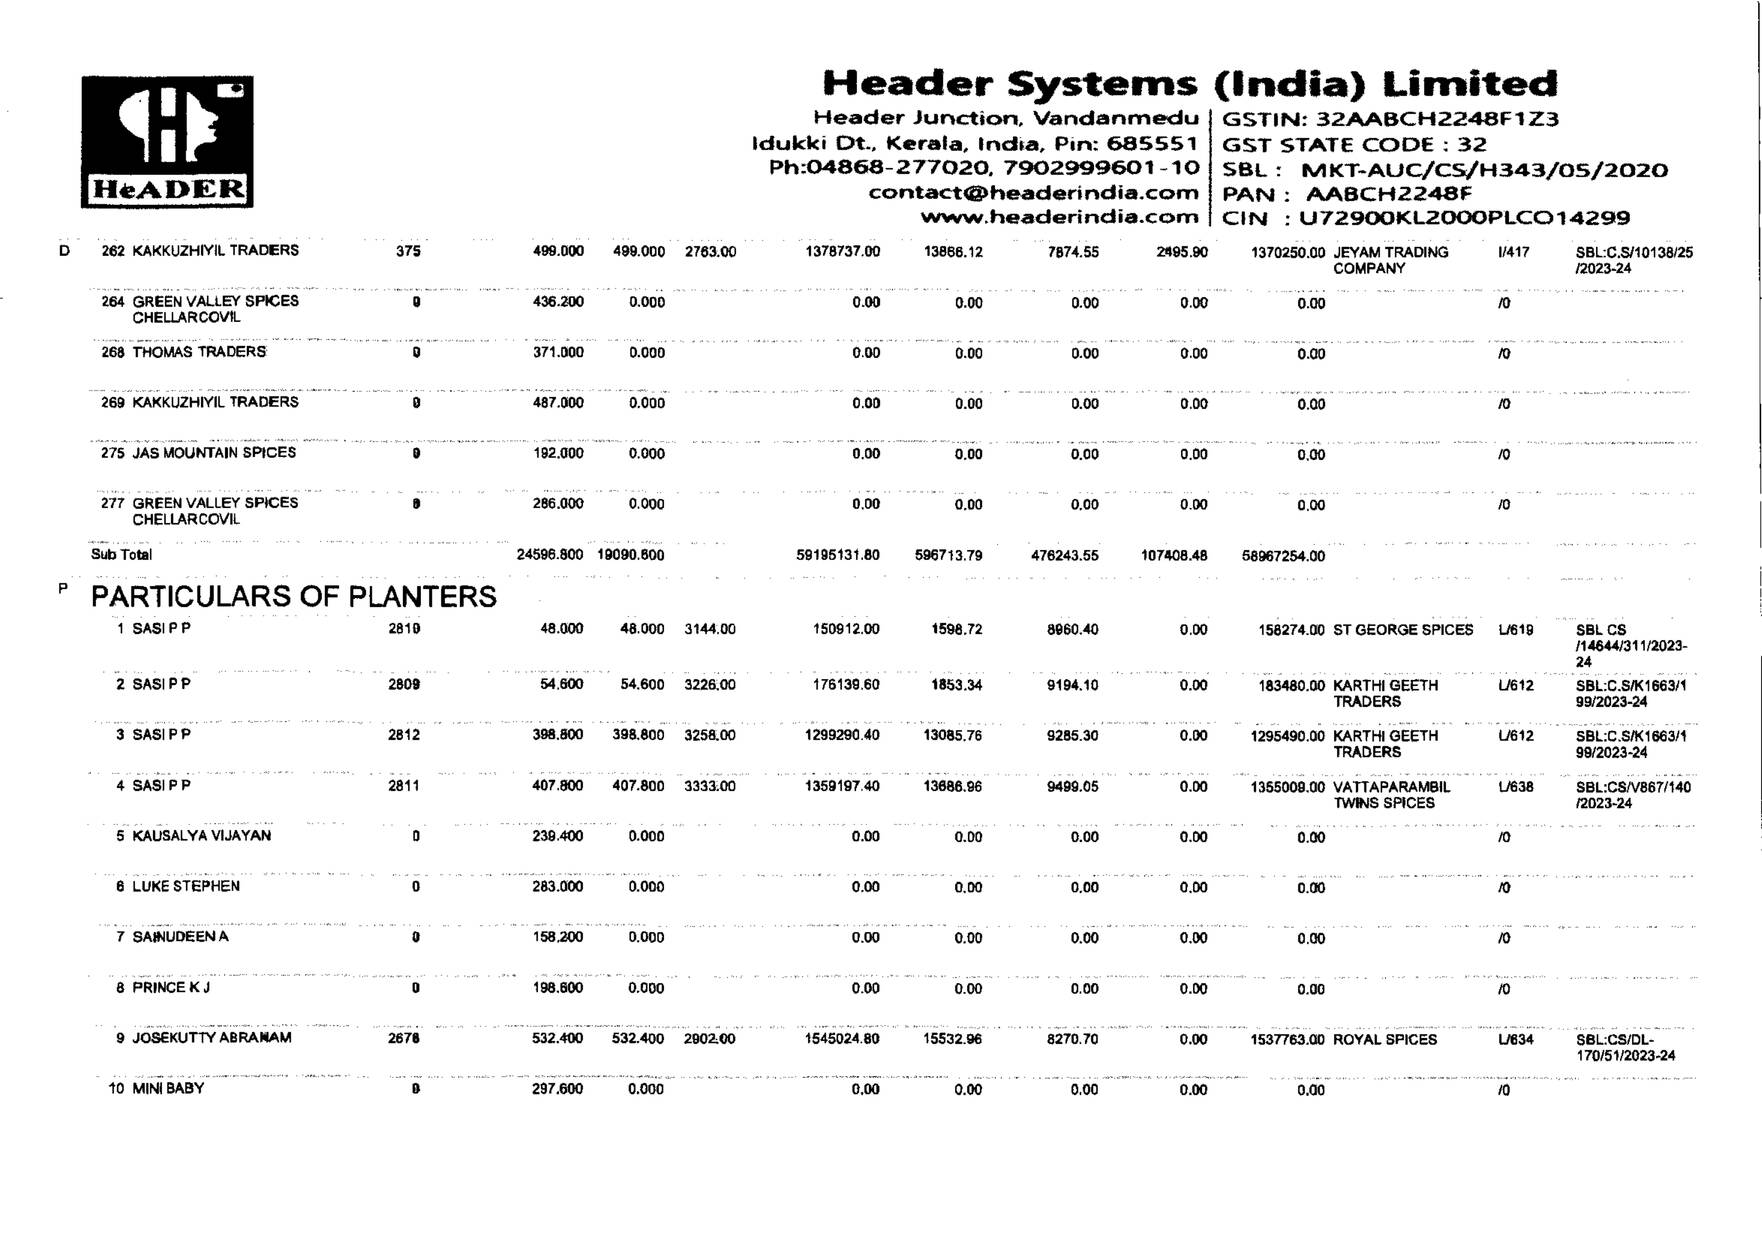 HeADER
Header Systems (India) Limited
Header Junction, Vandanmedu
Idukki Dt., Kerala, India, Pin: 685551
Ph:04868-277020, 7902999601-10
contact@headerindia.com
www.headerindia.com
GSTIN: 32AABCH2248F1Z3
GST STATE CODE : 32
SBL : MKT-AUC/CS/H343/05/2020
PAN : AABCH2248F
CIN : U72900KL2000PLCO14299
D 262 KAKKUZHIYIL TRADERS 375 499.000 499.000 2763.00 1378737.00 13866.12 7874.55 2495.90 1370250.00 JEYAM TRADING I/417 SBL:C.S/10138/25
COMPANY /2023-24
264 GREEN VALLEY SPICES 0 436.200 0.000 0.00 0.00 0.00 0.00 0.00 /0
CHELLARCOVIL
268 THOMAS TRADERS 0 371.000 0.000 0.00 0.00 0.00 0.00 0.00 /0
269 KAKKUZHIYIL TRADERS 0 487.000 0.000 0.00 0.00 0.00 0.00 0.00 /0
275 JAS MOUNTAIN SPICES 0 192.000 0.000 0.00 0.00 0.00 0.00 0.00 /0
277 GREEN VALLEY SPICES 0 286.000 0.000 0.00 0.00 0.00 0.00 0.00 /0
CHELLARCOVIL
Sub Total 24596.800 19090.600 59195131.80 596713.79 476243.55 107408.48 58967254.00
P PARTICULARS OF PLANTERS
1 SASI P P 2810 48.000 48.000 3144.00 150912.00 1598.72 8960.40 0.00 158274.00 ST GEORGE SPICES L/619 SBL CS
/14644/311/2023-
24
2 SASI P P 2809 54.600 54.600 3226.00 176139.60 1853.34 9194.10 0.00 183480.00 KARTHI GEETH L/612 SBL:C.S/K1663/1
TRADERS 99/2023-24
3 SASI P P 2812 398.800 398.800 3258.00 1299290.40 13085.76 9285.30 0.00 1295490.00 KARTHI GEETH L/612 SBL:C.S/K1663/1
TRADERS 99/2023-24
4 SASI P P 2811 407.800 407.800 3333.00 1359197.40 13686.96 9499.05 0.00 1355009.00 VATTAPARAMBIL L/638 SBL:CS/V867/140
TWINS SPICES /2023-24
5 KAUSALYA VIJAYAN 0 239.400 0.000 0.00 0.00 0.00 0.00 0.00 /0
6 LUKE STEPHEN 0 283.000 0.000 0.00 0.00 0.00 0.00 0.00 /0
7 SAINUDEEN A 0 158.200 0.000 0.00 0.00 0.00 0.00 0.00 /0
8 PRINCE K J 0 198.600 0.000 0.00 0.00 0.00 0.00 0.00 /0
9 JOSEKUTTY ABRAHAM 2676 532.400 532.400 2902.00 1545024.80 15532.96 8270.70 0.00 1537763.00 ROYAL SPICES L/634 SBL:CS/DL-
170/51/2023-24
10 MINI BABY 0 297.600 0.000 0.00 0.00 0.00 0.00 0.00 /0